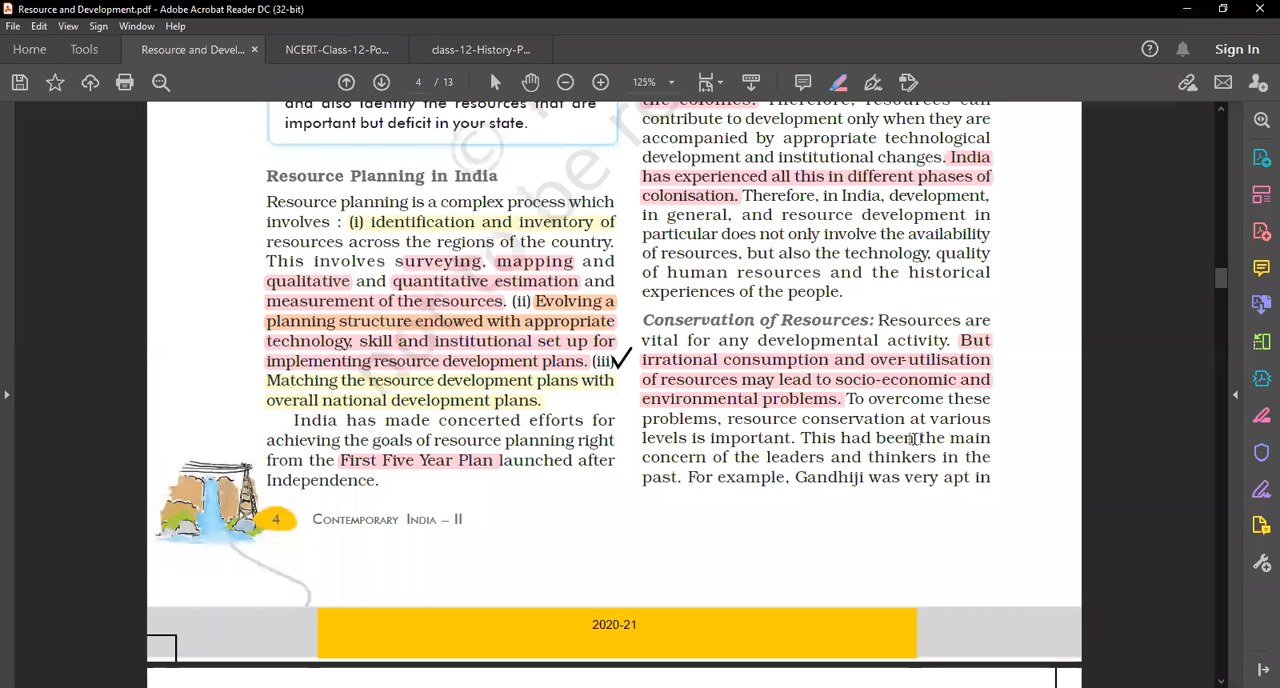 Resource and Development.pdf - Adobe Acrobat Reader DC (32-bit)
File Edit View Sign Window Help
Home Tools Resource and Devel... × NCERT-Class-12-Po... class-12-History-P... Sign In
4 / 13 125%
and also identify the resources that are
important but deficit in your state.
Resource Planning in India
Resource planning is a complex process which
involves : (i) identification and inventory of
resources across the regions of the country.
This involves surveying, mapping and
qualitative and quantitative estimation and
measurement of the resources. (ii) Evolving a
planning structure endowed with appropriate
technology, skill and institutional set up for
implementing resource development plans. (iii)
Matching the resource development plans with
overall national development plans.
India has made concerted efforts for
achieving the goals of resource planning right
from the First Five Year Plan launched after
Independence.
4 CONTEMPORARY INDIA – II
the colonies. Therefore, resources can
contribute to development only when they are
accompanied by appropriate technological
development and institutional changes. India
has experienced all this in different phases of
colonisation. Therefore, in India, development,
in general, and resource development in
particular does not only involve the availability
of resources, but also the technology, quality
of human resources and the historical
experiences of the people.
Conservation of Resources: Resources are
vital for any developmental activity. But
irrational consumption and over-utilisation
of resources may lead to socio-economic and
environmental problems. To overcome these
problems, resource conservation at various
levels is important. This had been the main
concern of the leaders and thinkers in the
past. For example, Gandhiji was very apt in
2020-21